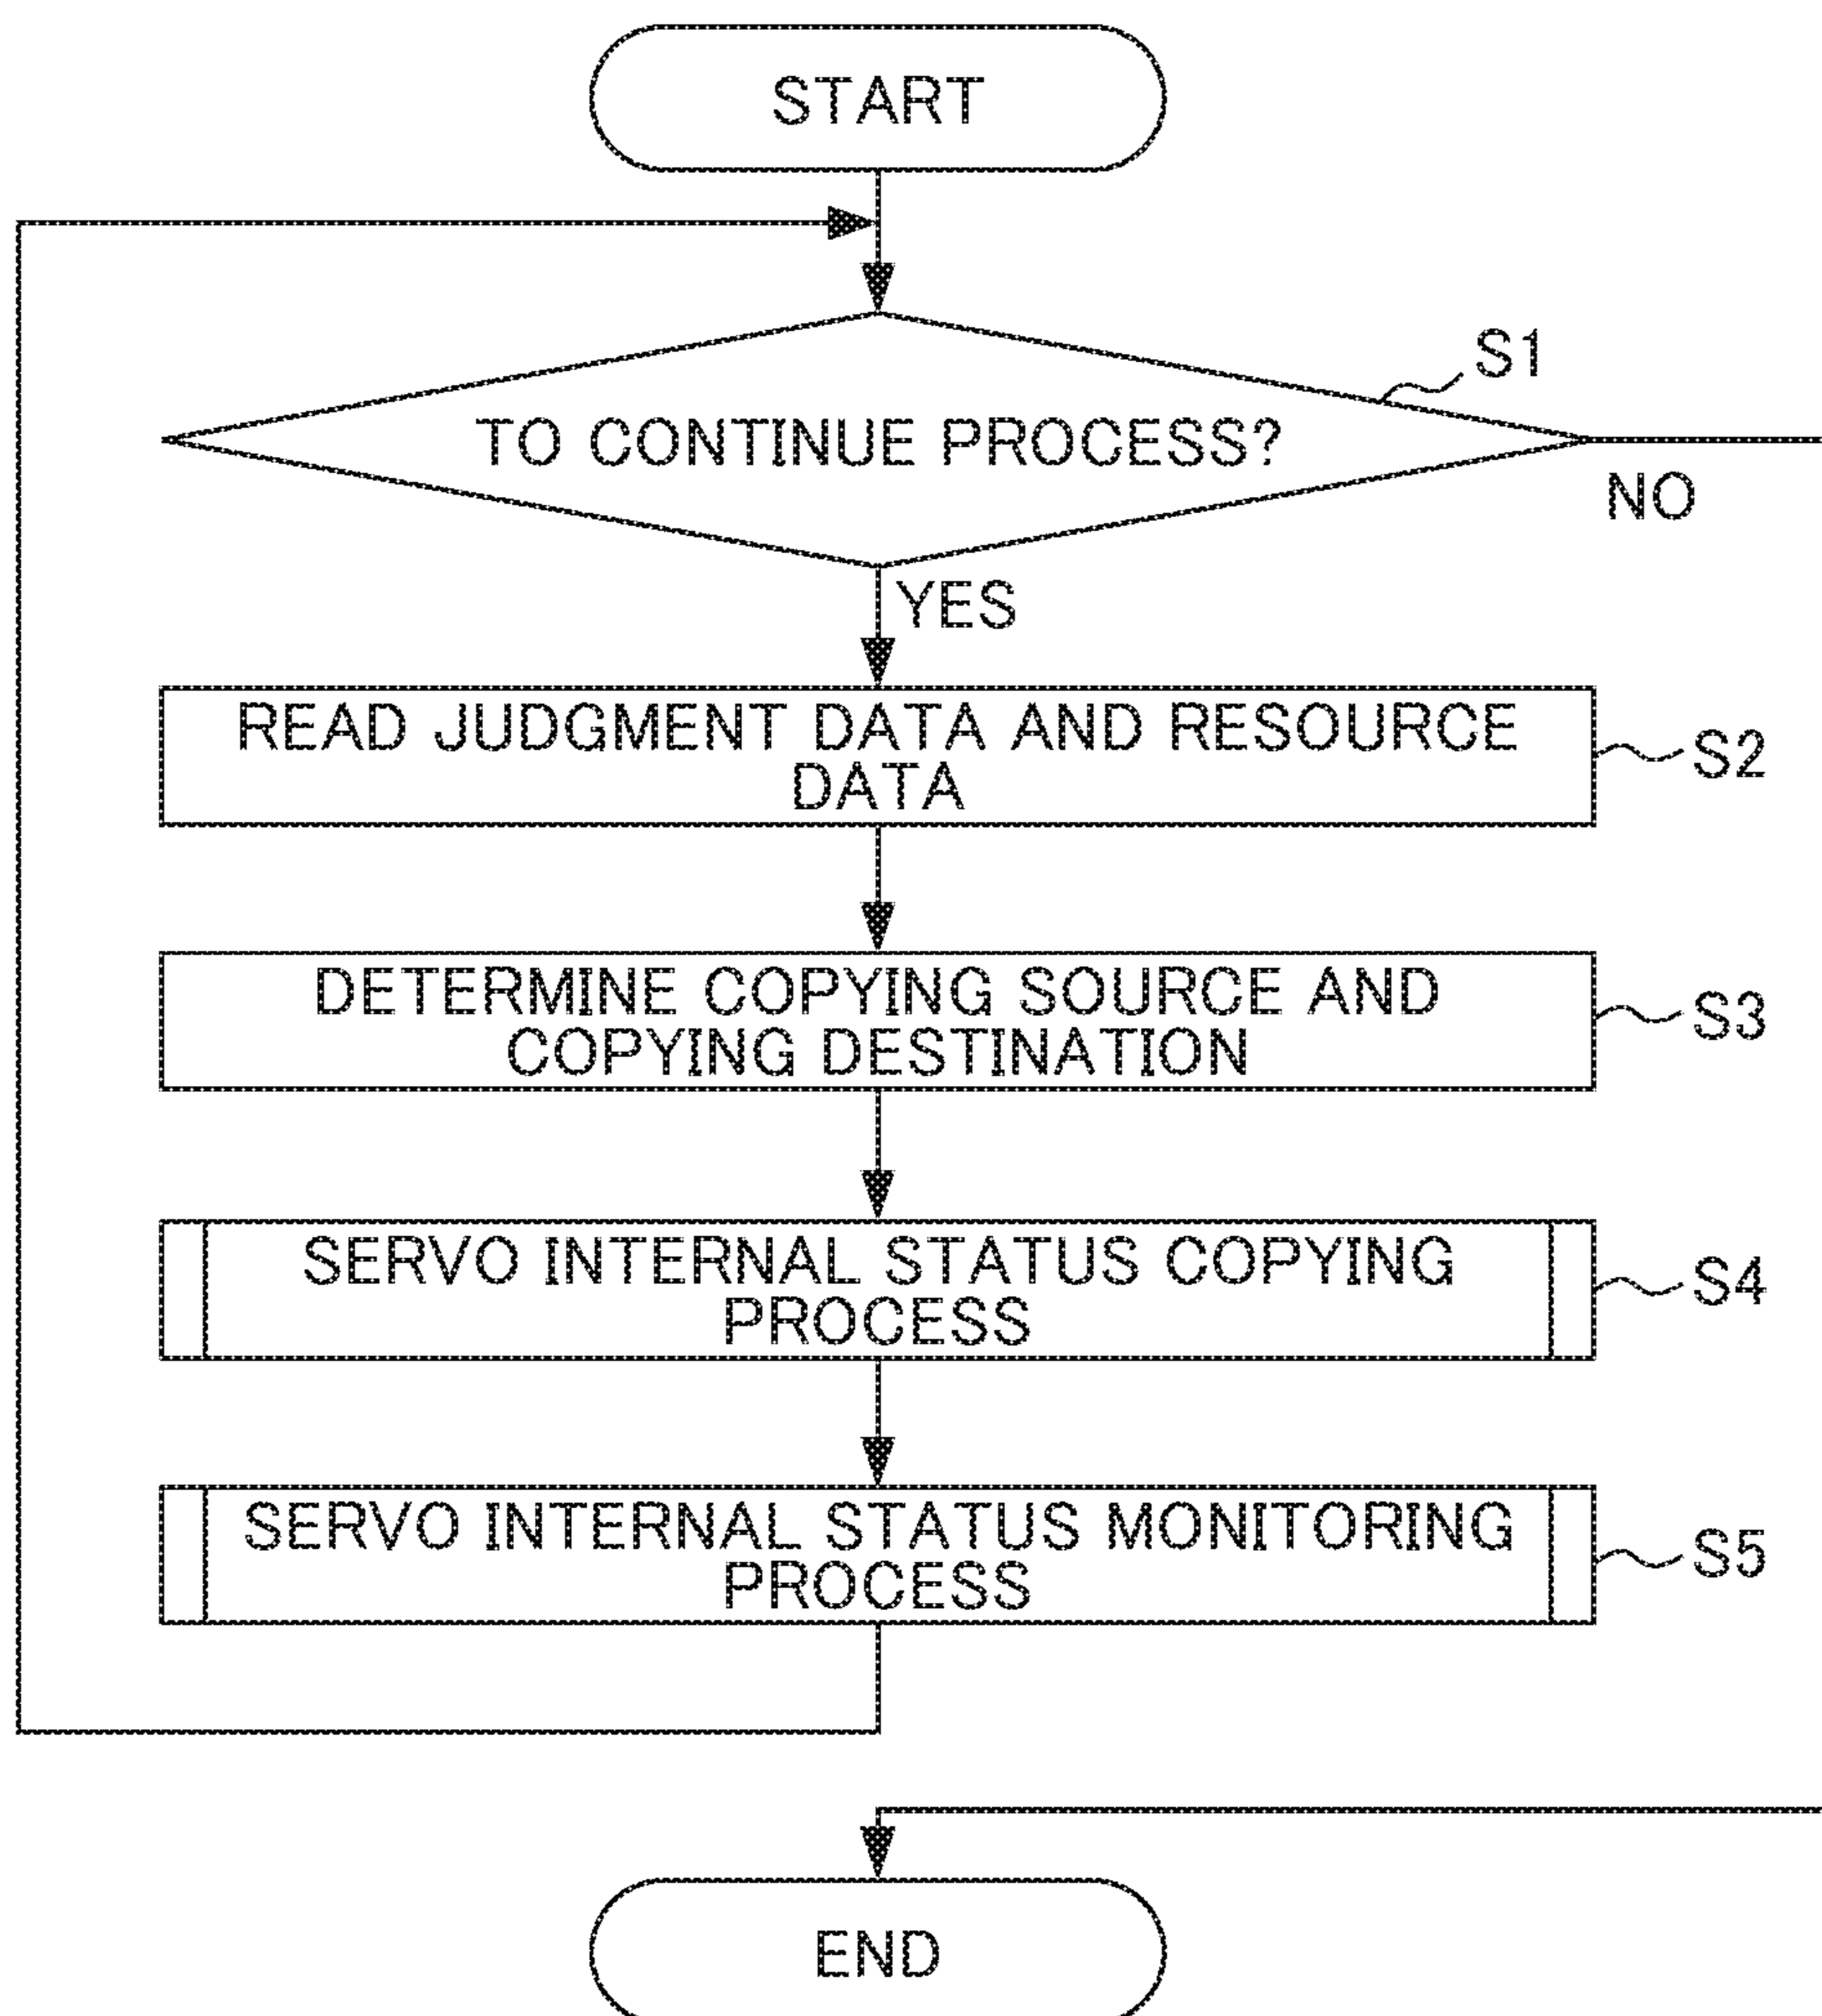 START
S1
TO CONTINUE PROCESS?
NO
YES
READ JUDGMENT DATA AND RESOURCE
DATA
S2
DETERMINE COPYING SOURCE AND
COPYING DESTINATION
S3
SERVO INTERNAL STATUS COPYING
PROCESS
S4
SERVO INTERNAL STATUS MONITORING
PROCESS
S5
END